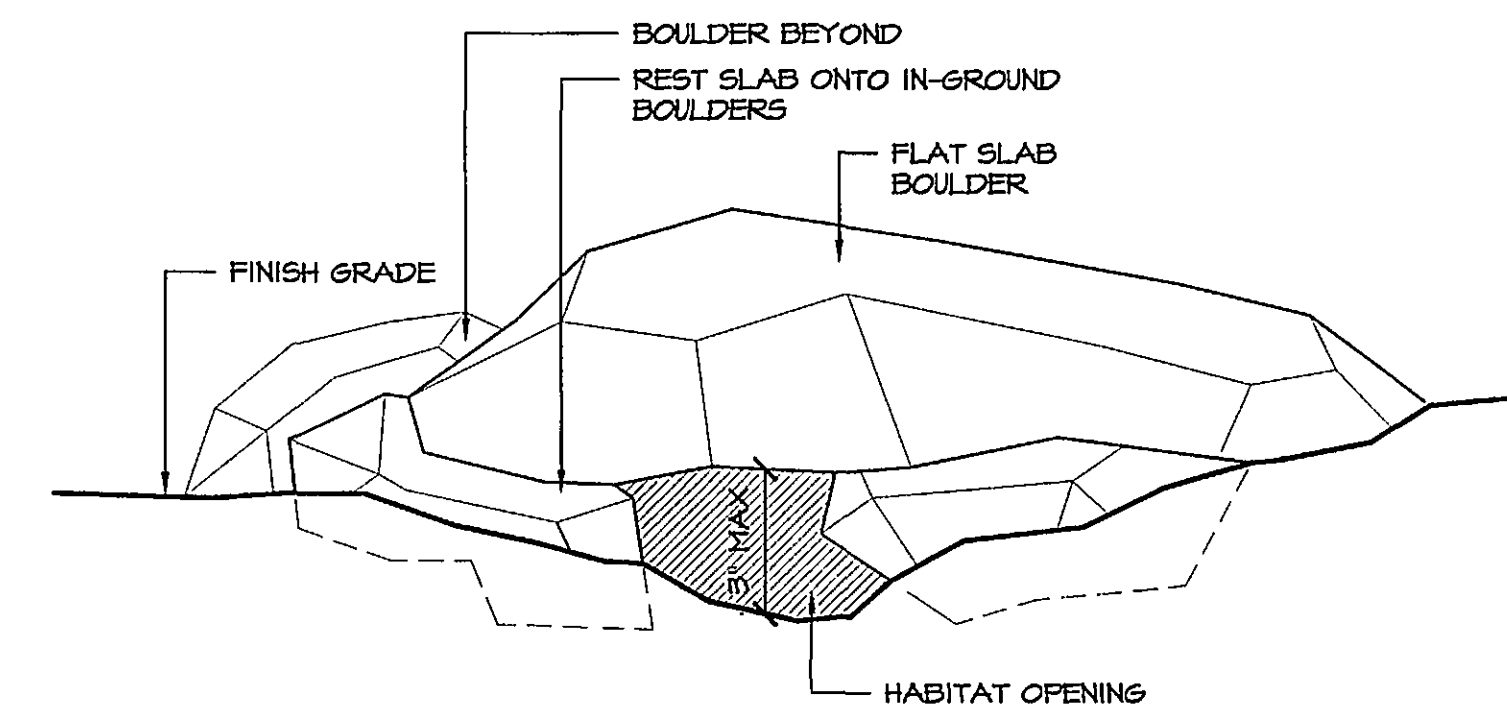 BOULDER BEYOND
REST SLAB ONTO IN-GROUND
BOULDERS
FLAT SLAB
BOULDER
FINISH GRADE
3" MAX
HABITAT OPENING